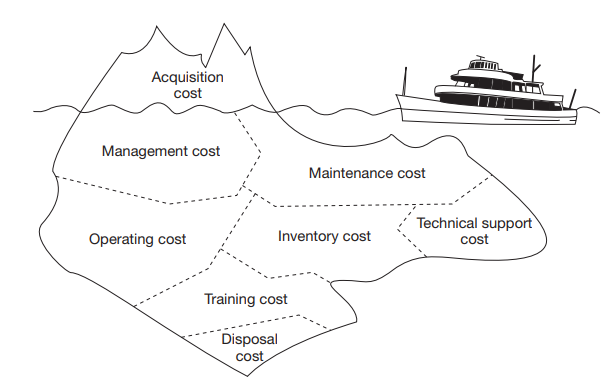 Acquisition
cost
Management cost
Maintenance cost
Operating cost
Inventory cost
Technical support
cost
Training cost
Disposal
cost